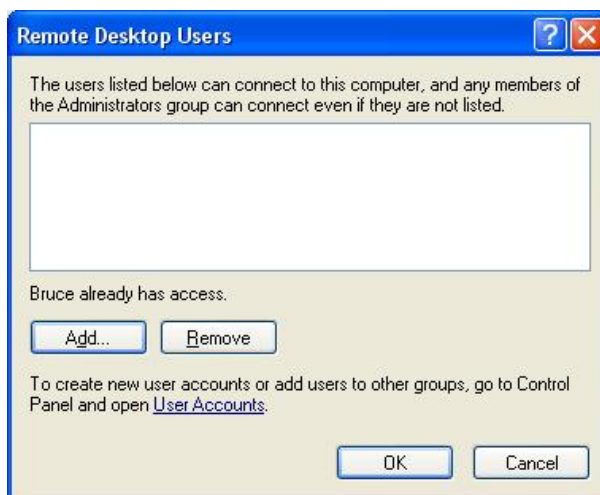 Remote Desktop Users
The users listed below can connect to this computer, and any members of
the Administrators group can connect even if they are not listed.
Bruce already has access.
Add... Remove
To create new user accounts or add users to other groups, go to Control
Panel and open User Accounts.
OK Cancel